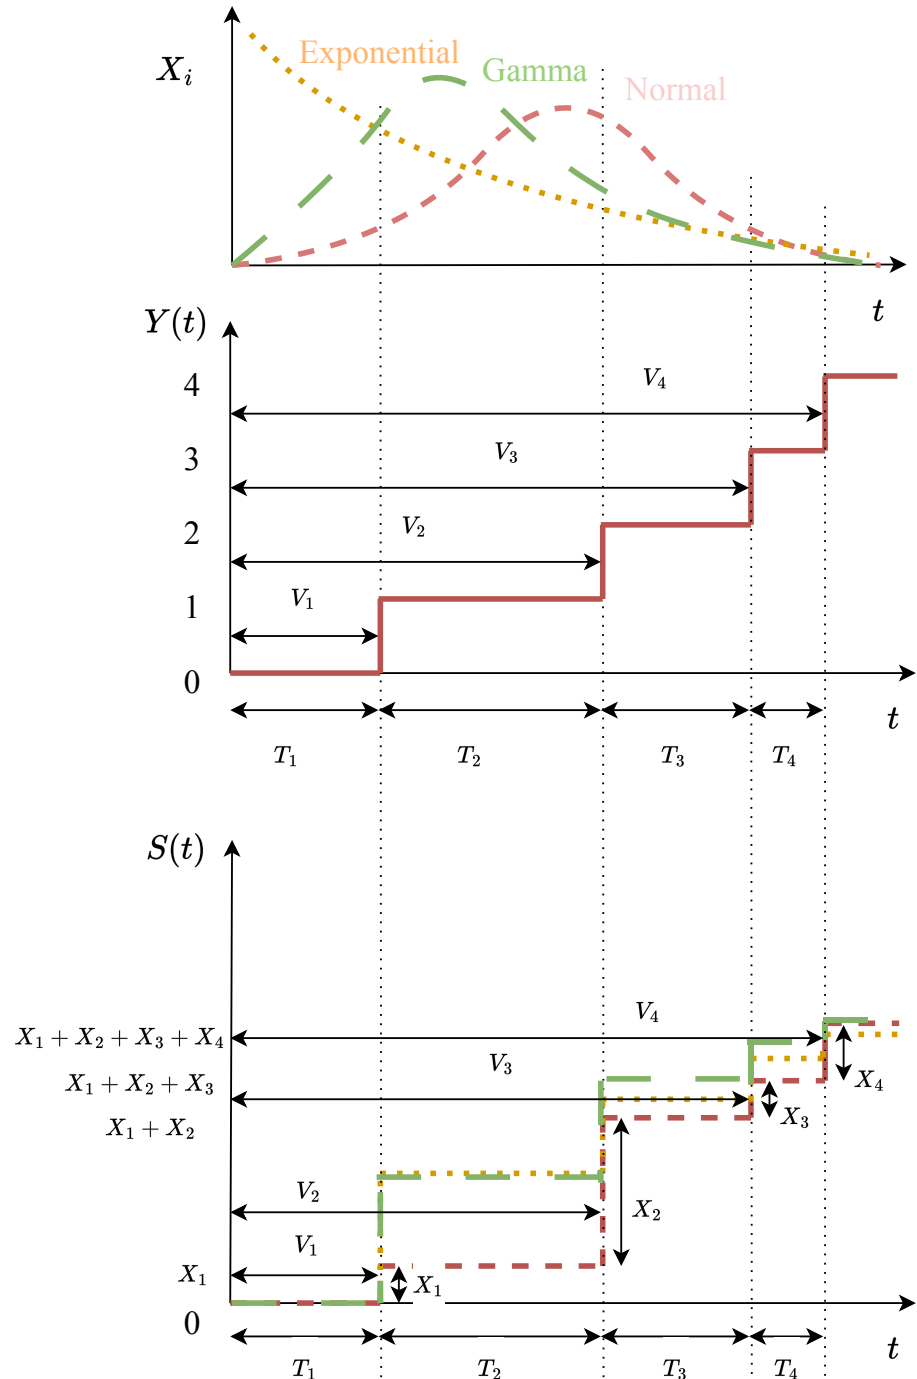 Exponential
X_i
Gamma
Normal
t
Y(t)
4
V_4
3
V_3
2
V_2
1
V_1
0
t
T_1
T_2
T_3
T_4
S(t)
V_4
X_1 + X_2 + X_3 + X_4
V_3
X_1 + X_2 + X_3
X_4
X_3
X_1 + X_2
V_2
X_2
V_1
X_1
X_1
0
t
T_1
T_2
T_3
T_4